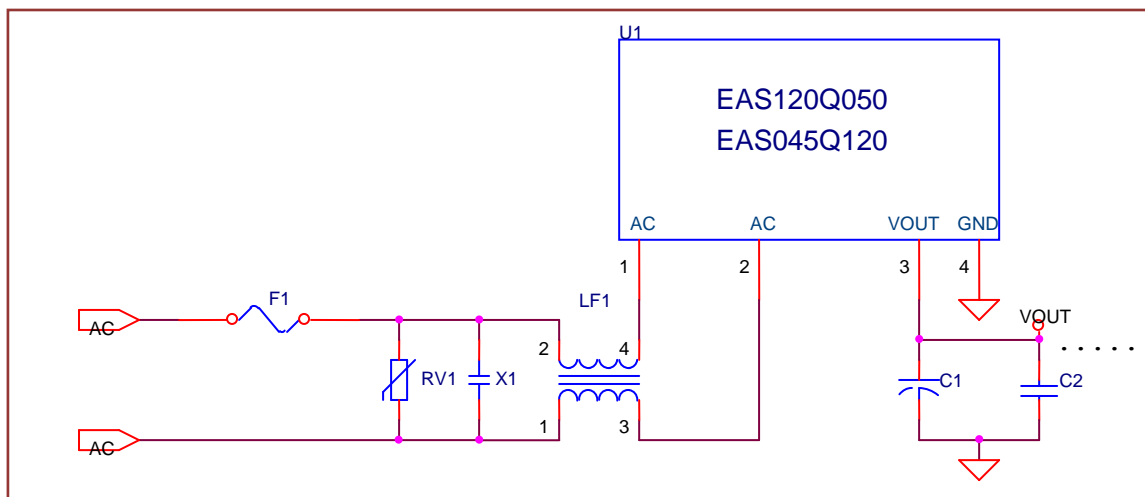 U1
EAS120Q050
EAS045Q120
AC AC VOUT GND
1 2 3 4
F1 LF1
AC VOUT
2 4
RV1 X1 C1 C2
1 3
AC